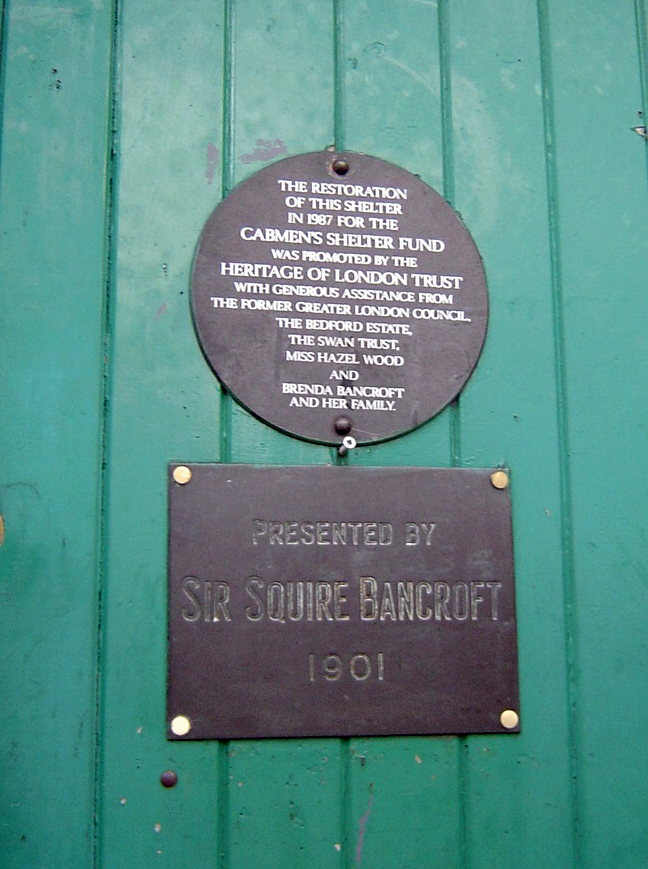 THE RESTORATION
OF THIS SHELTER
IN 1987 FOR THE
CABMEN'S SHELTER FUND
WAS PROMOTED BY THE
HERITAGE OF LONDON TRUST
WITH GENEROUS ASSISTANCE FROM
THE FORMER GREATER LONDON COUNCIL,
THE BEDFORD ESTATE,
THE SWAN TRUST,
MISS HAZEL WOOD
AND
BRENDA BANCROFT
AND HER FAMILY.
PRESENTED BY
SIR SQUIRE BANCROFT
1901